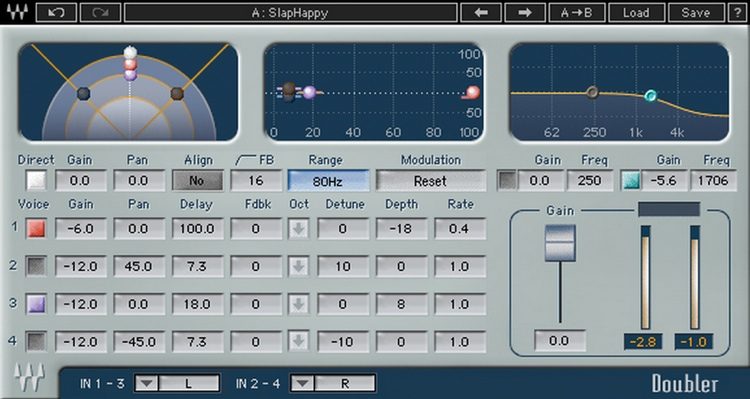 A: SlapHappy A→B Load Save ?
100
50
50
0 20 40 60 80 100
62 250 1k 4k
Direct Gain Pan Align FB Range Modulation Gain Freq Gain Freq
0.0 0.0 No 16 80Hz Reset 0.0 250 -5.6 1706
Voice Gain Pan Delay Fdbk Oct Detune Depth Rate Gain
1 -6.0 0.0 100.0 0 0 -18 0.4
2 -12.0 45.0 7.3 0 10 0 1.0
3 -12.0 0.0 18.0 0 0 8 1.0
4 -12.0 -45.0 7.3 0 -10 0 1.0
0.0 -2.8 -1.0
IN 1 - 3 L IN 2 - 4 R Doubler